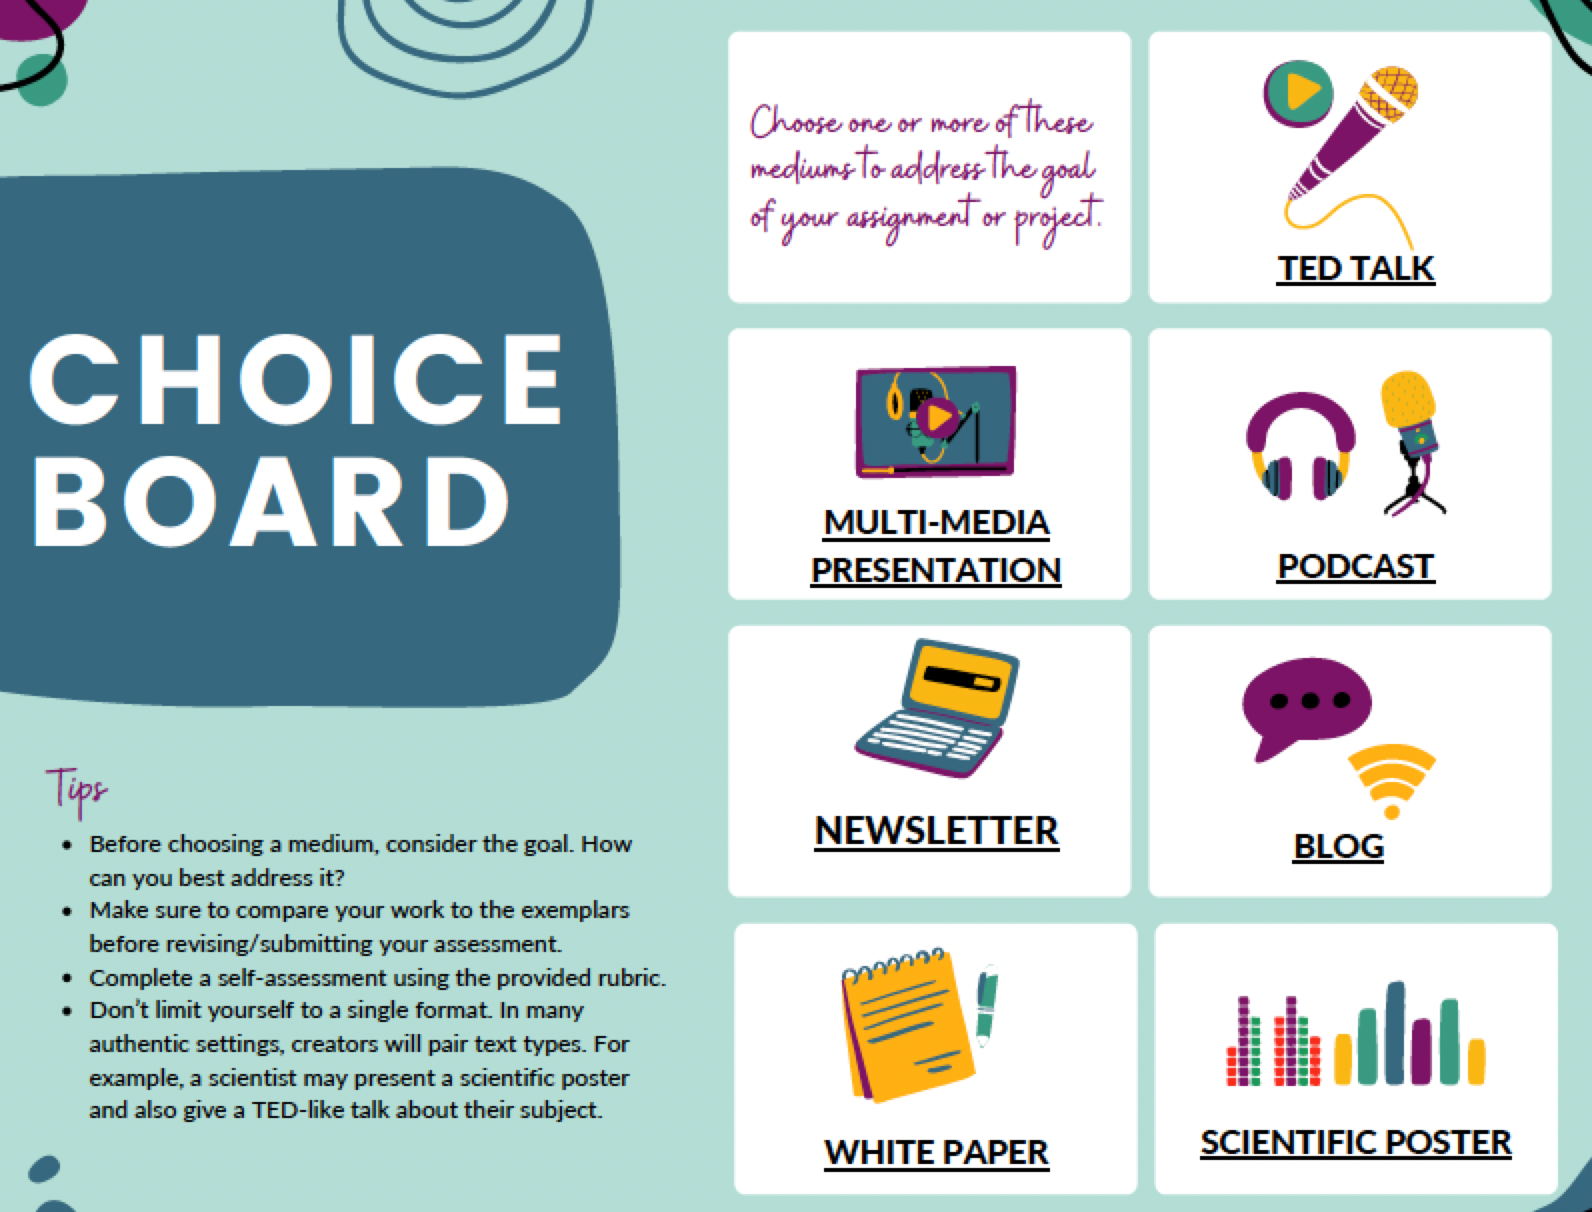 CHOICE
BOARD
Tips
• Before choosing a medium, consider the goal. How
can you best address it?
• Make sure to compare your work to the exemplars
before revising/submitting your assessment.
• Complete a self-assessment using the provided rubric.
• Don't limit yourself to a single format. In many
authentic settings, creators will pair text types. For
example, a scientist may present a scientific poster
and also give a TED-like talk about their subject.
Choose one or more of these
mediums to address the goal
of your assignment or project.
TED TALK
MULTI-MEDIA
PRESENTATION
PODCAST
NEWSLETTER
BLOG
WHITE PAPER
SCIENTIFIC POSTER